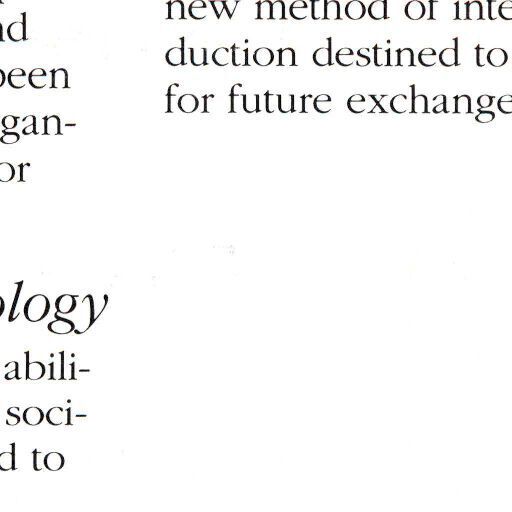 nd
been
gan-
or
ology
abili-
soci-
d to
new method of inte
duction destined to
for future exchange